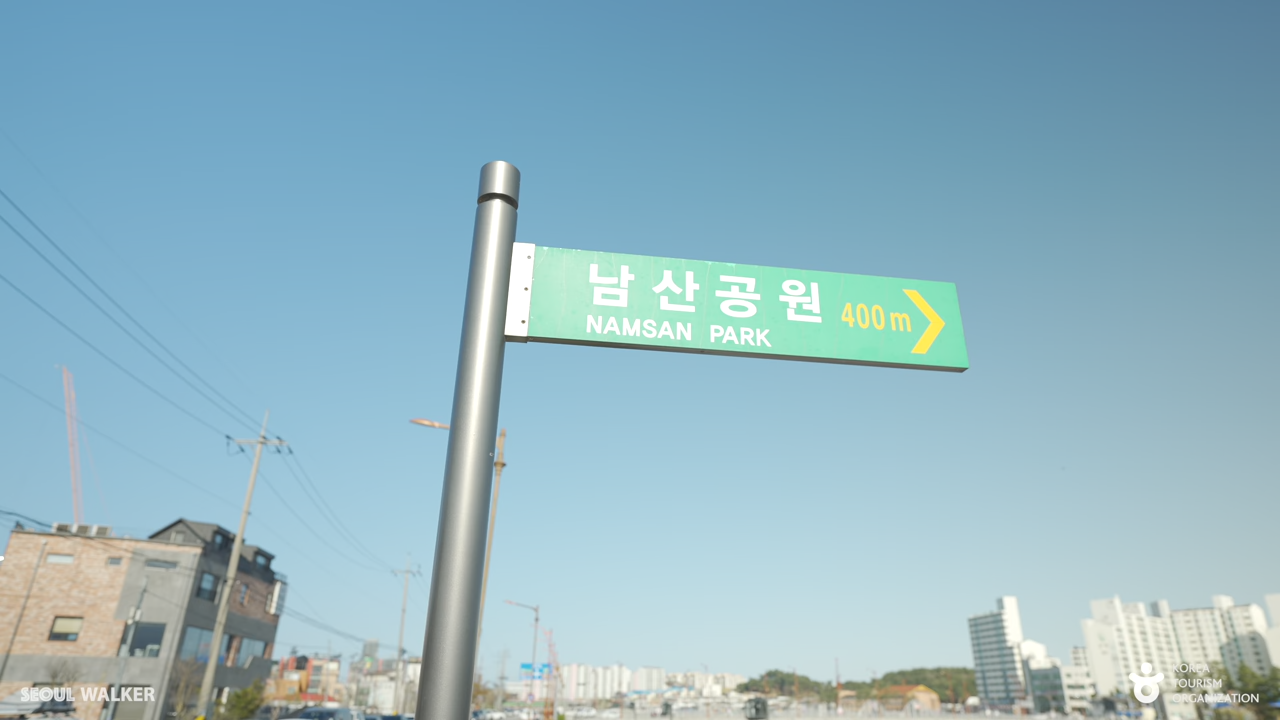 남산공원
NAMSAN PARK
400m
SEOUL WALKER
KOREA
TOURISM
ORGANIZATION